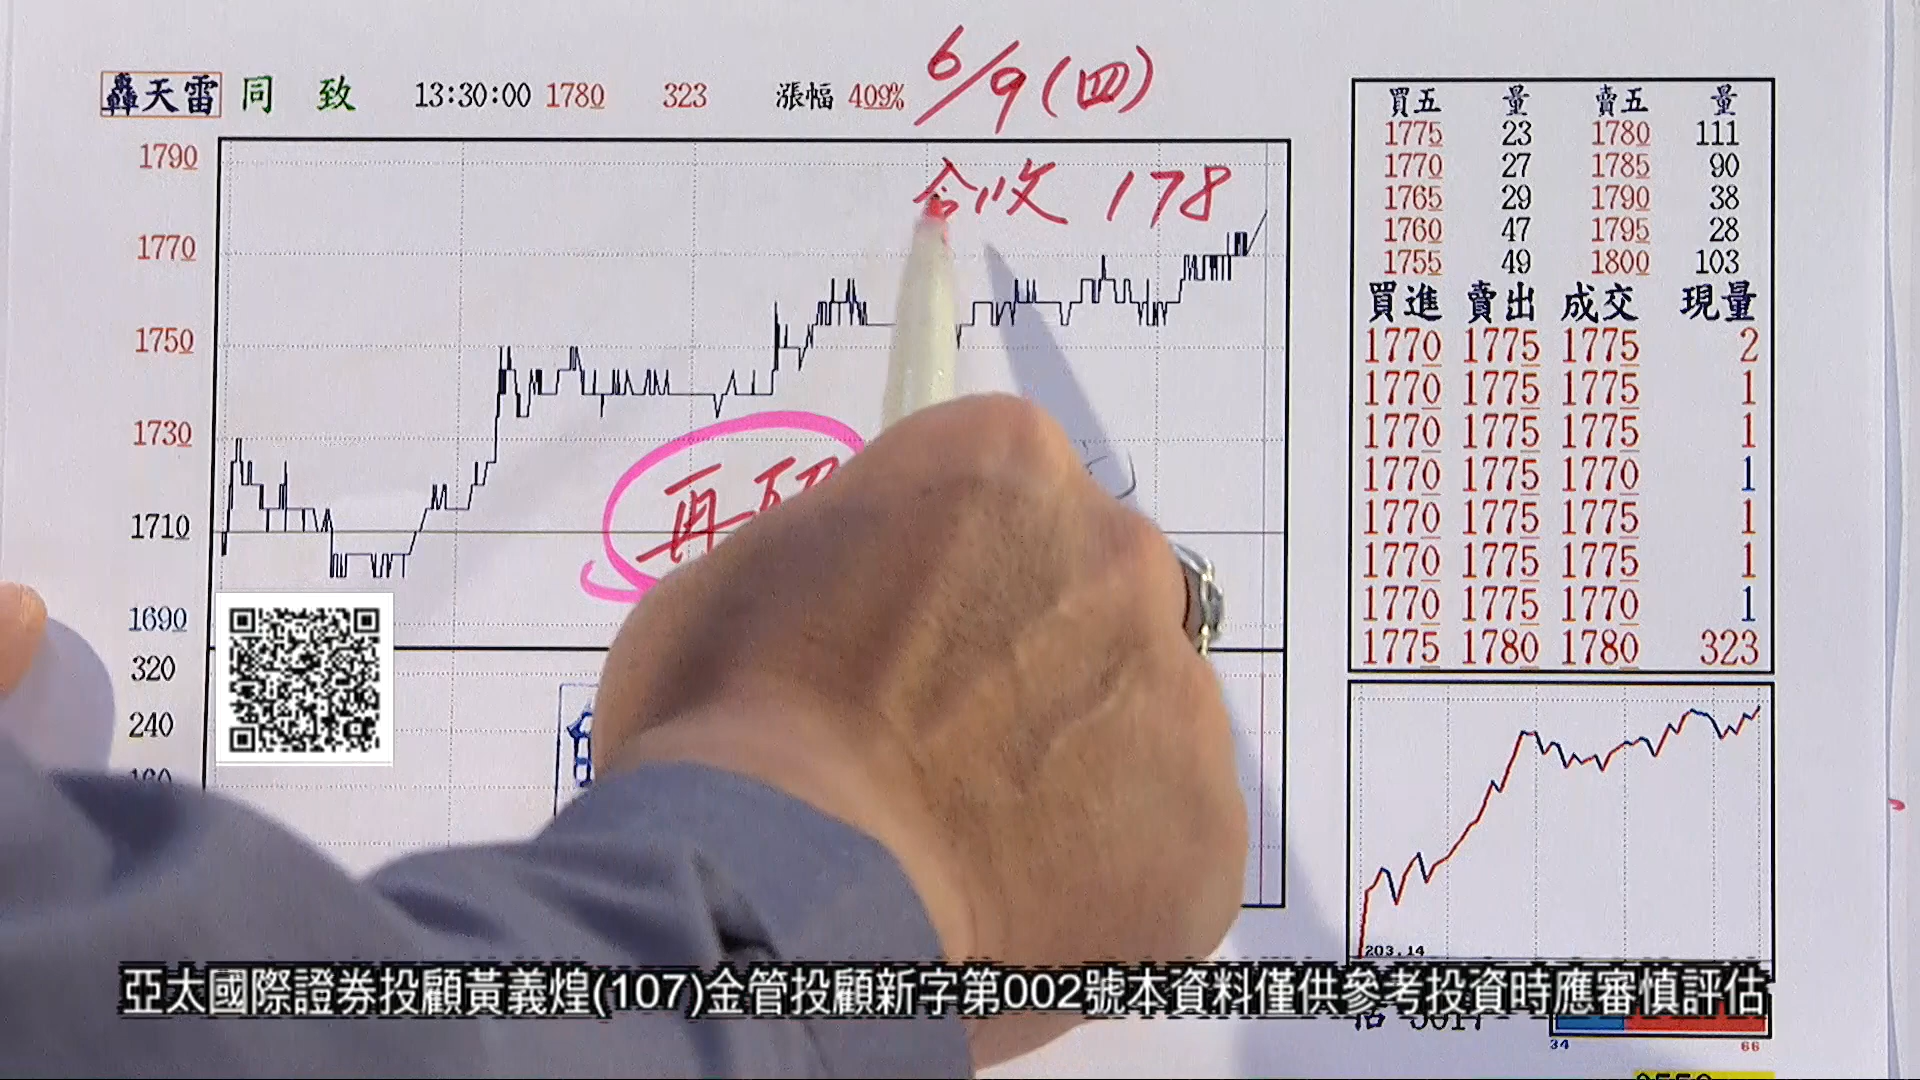 轟天雷 同 致 13:30:00 1780 323 漲幅 409%
6/9(四)
今收 178
1790
1770
1750
1730
1710
1690
320
240
160
再
買五 量 賣五 量
1775 23 1780 111
1770 27 1785 90
1765 29 1790 38
1760 47 1795 28
1755 49 1800 103
買進 賣出 成交 現量
1770 1775 1775 2
1770 1775 1775 1
1770 1775 1775 1
1770 1775 1770 1
1770 1775 1775 1
1770 1775 1775 1
1770 1775 1770 1
1775 1780 1780 323
203.14
亞太國際證券投顧黃義煌(107)金管投顧新字第002號本資料僅供參考投資時應審慎評估
34 66